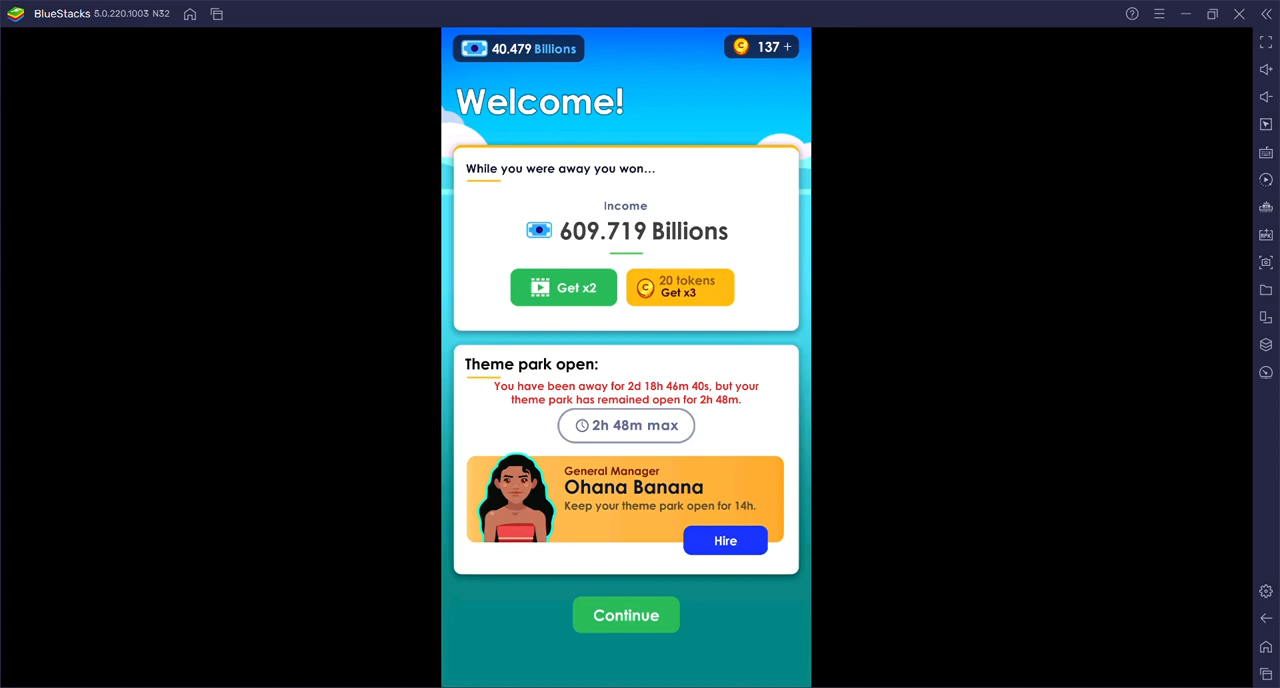 BlueStacks 5.0.220.1003 N32
40.479 Billions
137 +
Welcome!
While you were away you won...
Income
609.719 Billions
Get x2
C 20 tokens
Get x3
Theme park open:
You have been away for 2d 18h 46m 40s, but your
theme park has remained open for 2h 48m.
2h 48m max
General Manager
Ohana Banana
Keep your theme park open for 14h.
Hire
Continue